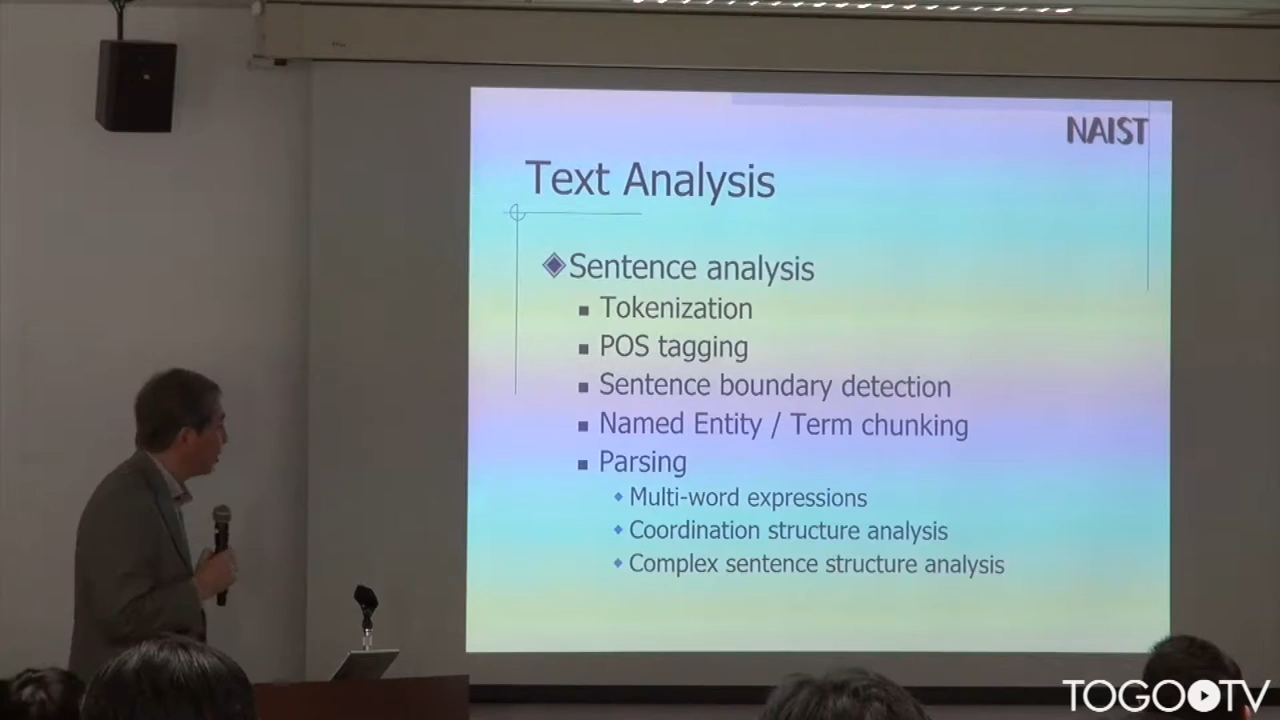 NAIST
Text Analysis
Sentence analysis
Tokenization
POS tagging
Sentence boundary detection
Named Entity / Term chunking
Parsing
Multi-word expressions
Coordination structure analysis
Complex sentence structure analysis
TOGOTV